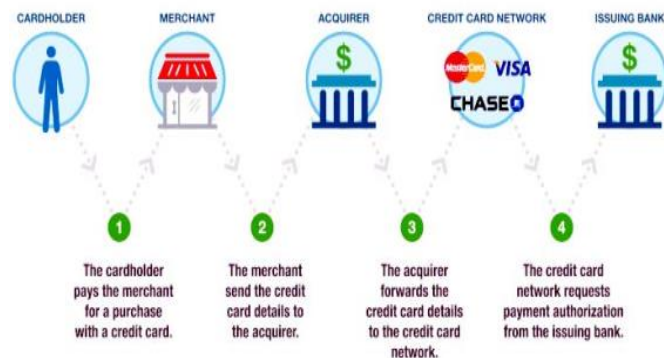 CARDHOLDER
MERCHANT
ACQUIRER
CREDIT CARD NETWORK
ISSUING BANK
$
MasterCard VISA
CHASE
$
1
The cardholder
pays the merchant
for a purchase
with a credit card.
2
The merchant
send the credit
card details to
the acquirer.
3
The acquirer
forwards the
credit card details
to the credit card
network.
4
The credit card
network requests
payment authorization
from the issuing bank.